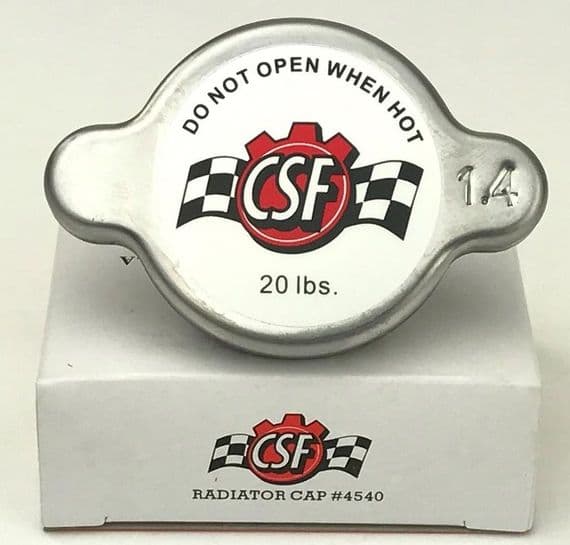 DO NOT OPEN WHEN HOT
CSF
1.4
20 lbs.
CSF
RADIATOR CAP #4540